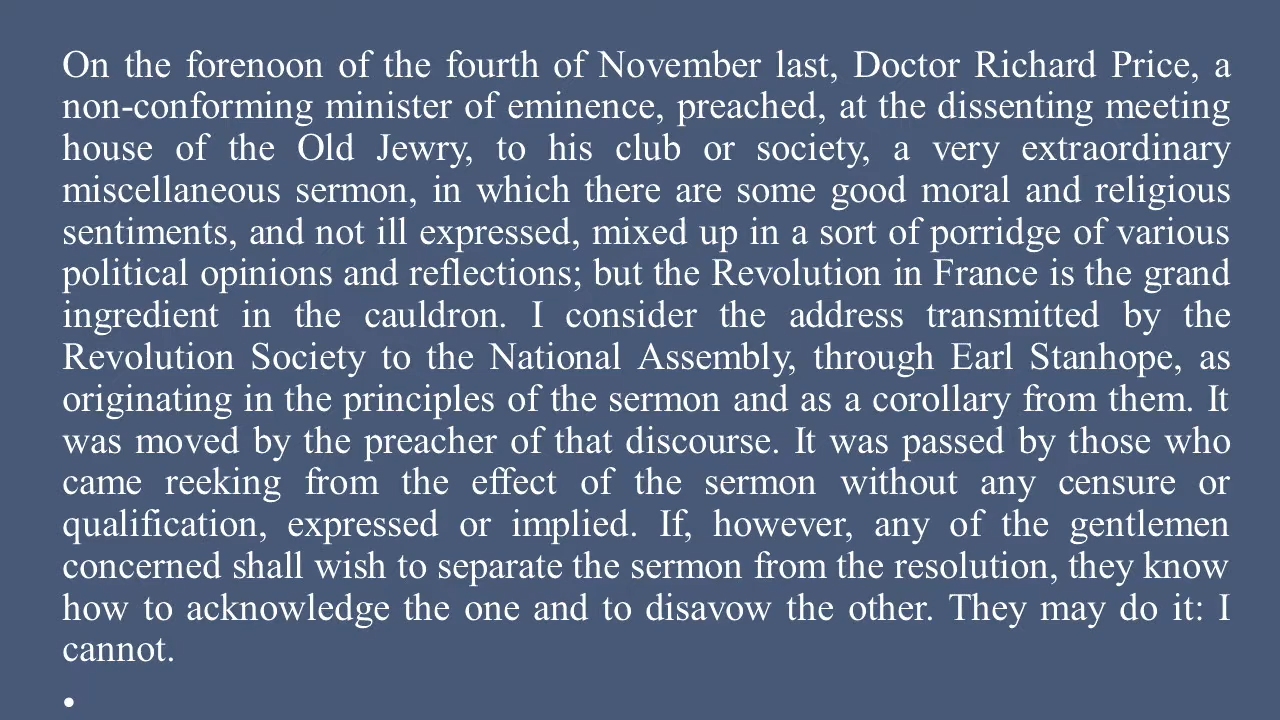 On the forenoon of the fourth of November last, Doctor Richard Price, a
non-conforming minister of eminence, preached, at the dissenting meeting
house of the Old Jewry, to his club or society, a very extraordinary
miscellaneous sermon, in which there are some good moral and religious
sentiments, and not ill expressed, mixed up in a sort of porridge of various
political opinions and reflections; but the Revolution in France is the grand
ingredient in the cauldron. I consider the address transmitted by the
Revolution Society to the National Assembly, through Earl Stanhope, as
originating in the principles of the sermon and as a corollary from them. It
was moved by the preacher of that discourse. It was passed by those who
came reeking from the effect of the sermon without any censure or
qualification, expressed or implied. If, however, any of the gentlemen
concerned shall wish to separate the sermon from the resolution, they know
how to acknowledge the one and to disavow the other. They may do it: I
cannot.
•